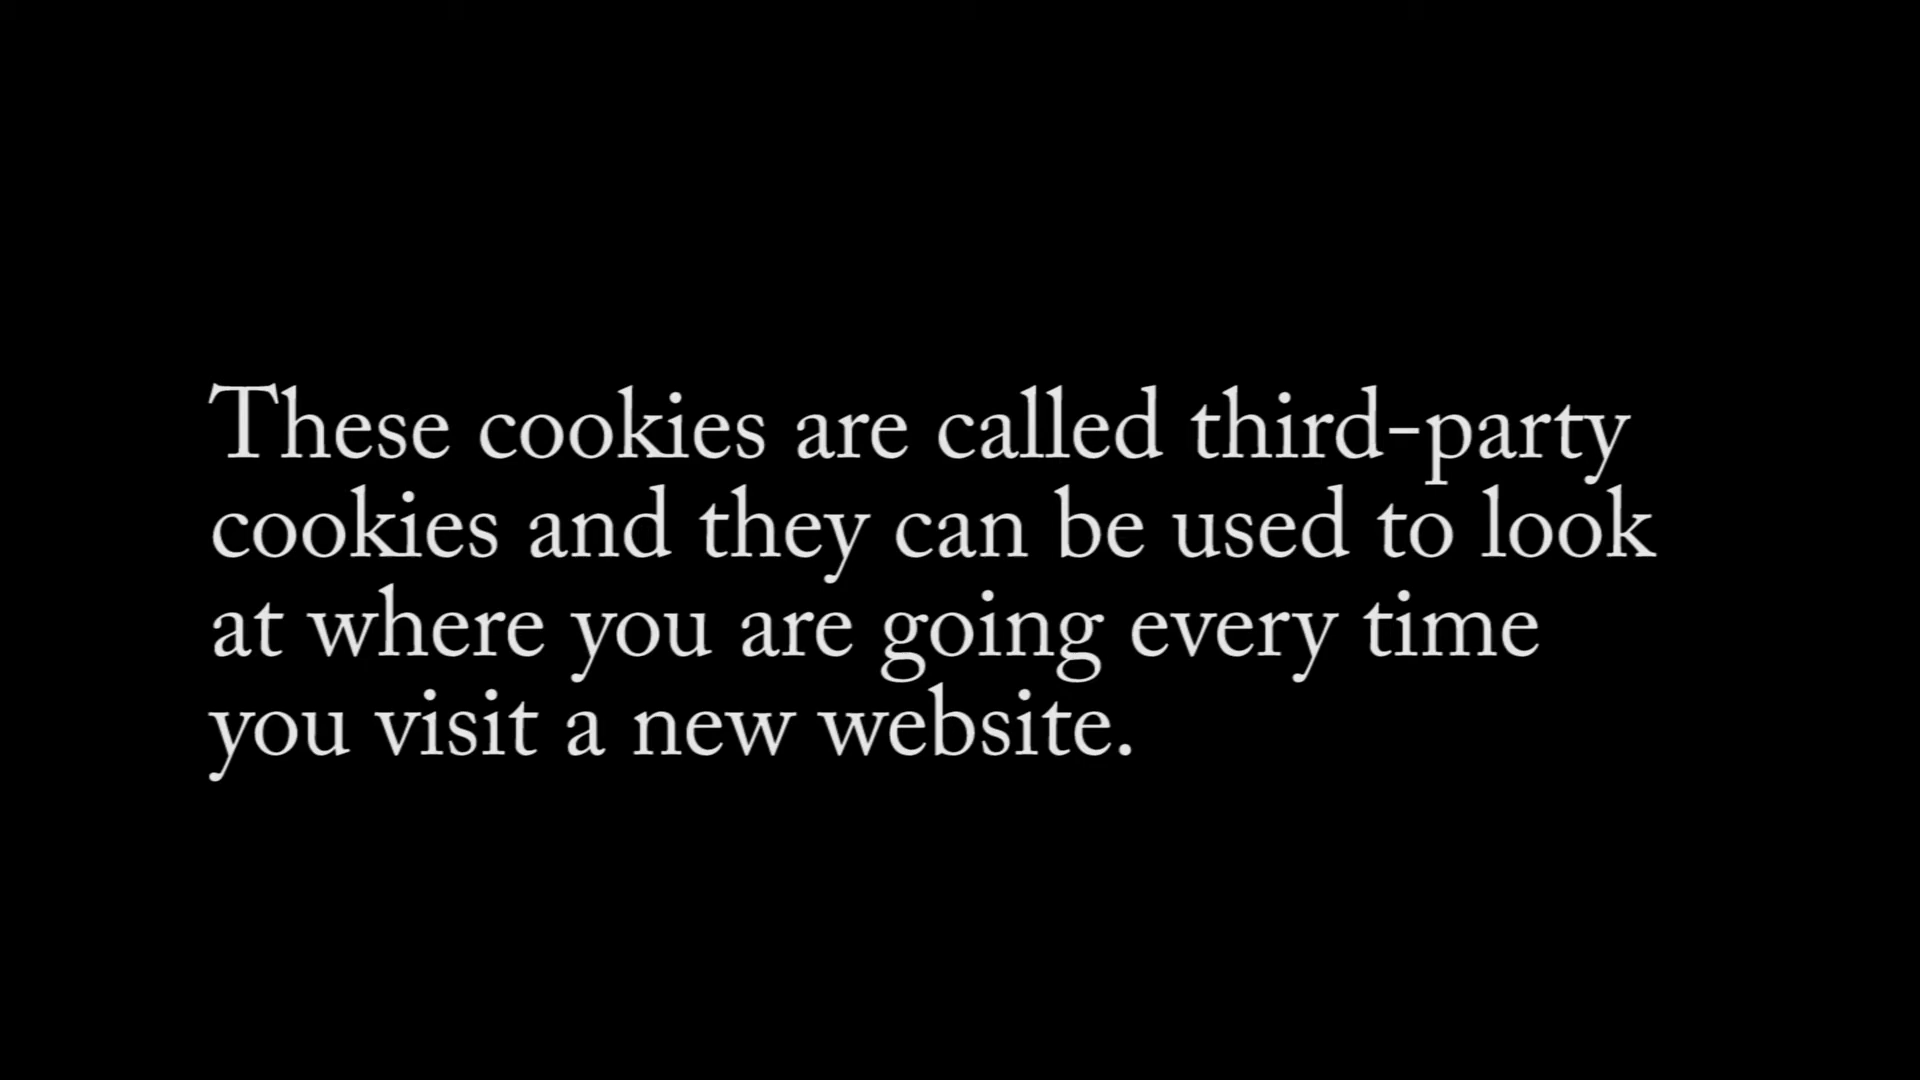 These cookies are called third-party
cookies and they can be used to look
at where you are going every time
you visit a new website.